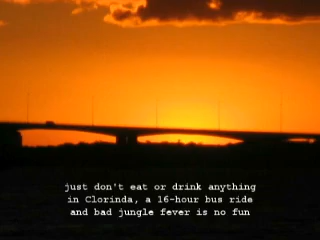 just don't eat or drink anything
in Clorinda, a 16-hour bus ride
and bad jungle fever is no fun